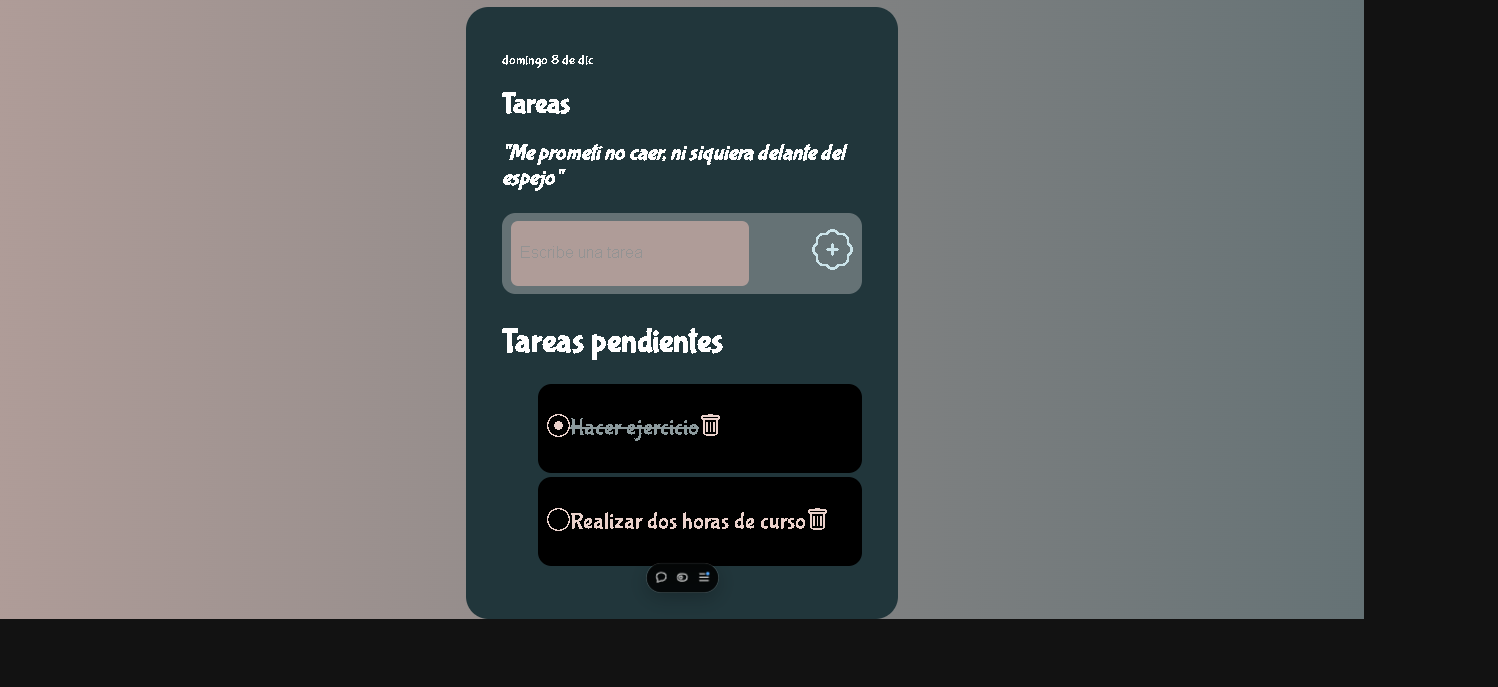 domingo 8 de dic
Tareas
"Me prometí no caer, ni siquiera delante del
espejo"
Escribe una tarea
Tareas pendientes
Hacer ejercicio
Realizar dos horas de curso